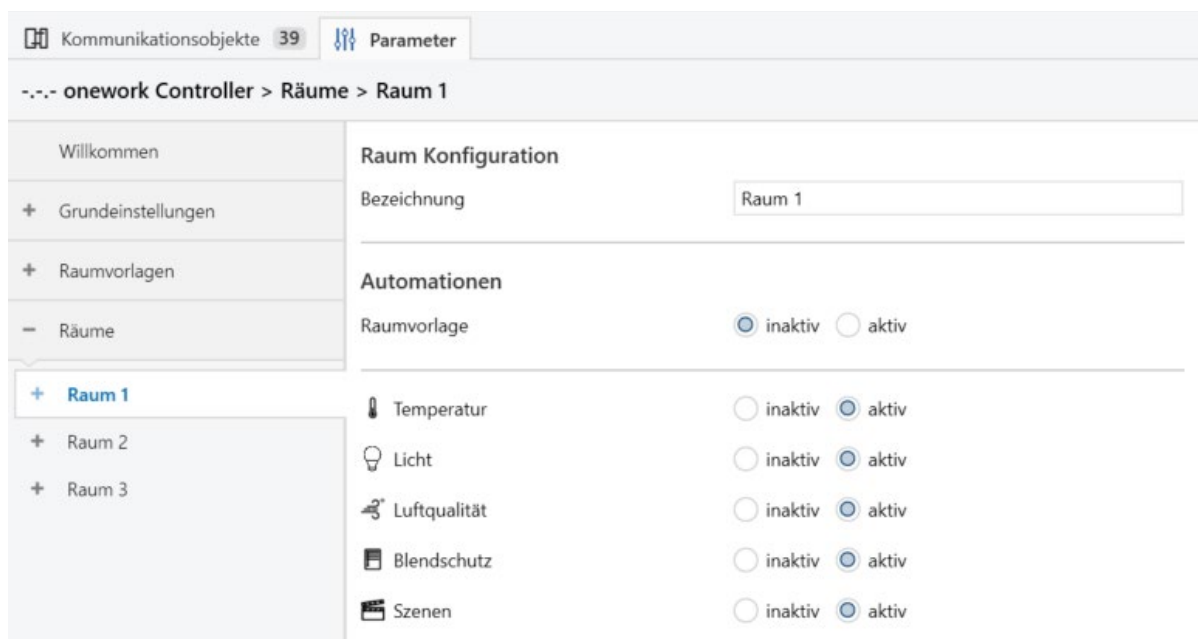 Kommunikationsobjekte 39 Parameter
-.-.- onework Controller > Räume > Raum 1
Willkommen
Grundeinstellungen
Raumvorlagen
Räume
Raum 1
Raum 2
Raum 3
Raum Konfiguration
Bezeichnung Raum 1
Automationen
Raumvorlage inaktiv aktiv
Temperatur inaktiv aktiv
Licht inaktiv aktiv
Luftqualität inaktiv aktiv
Blendschutz inaktiv aktiv
Szenen inaktiv aktiv